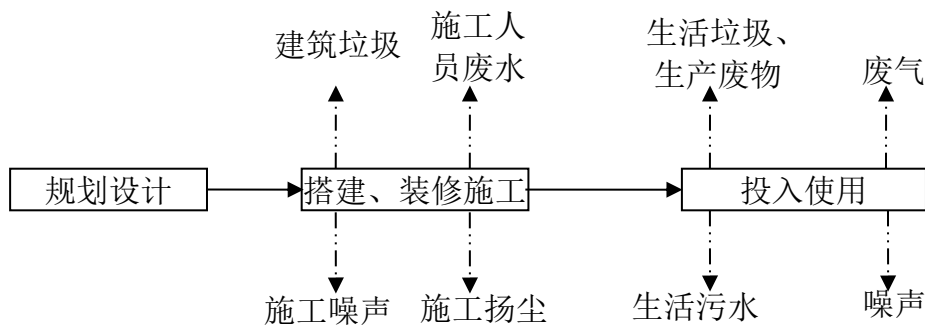 建筑垃圾
施工人
员废水
生活垃圾、
生产废物
废气
规划设计
搭建、装修施工
投入使用
施工噪声
施工扬尘
生活污水
噪声